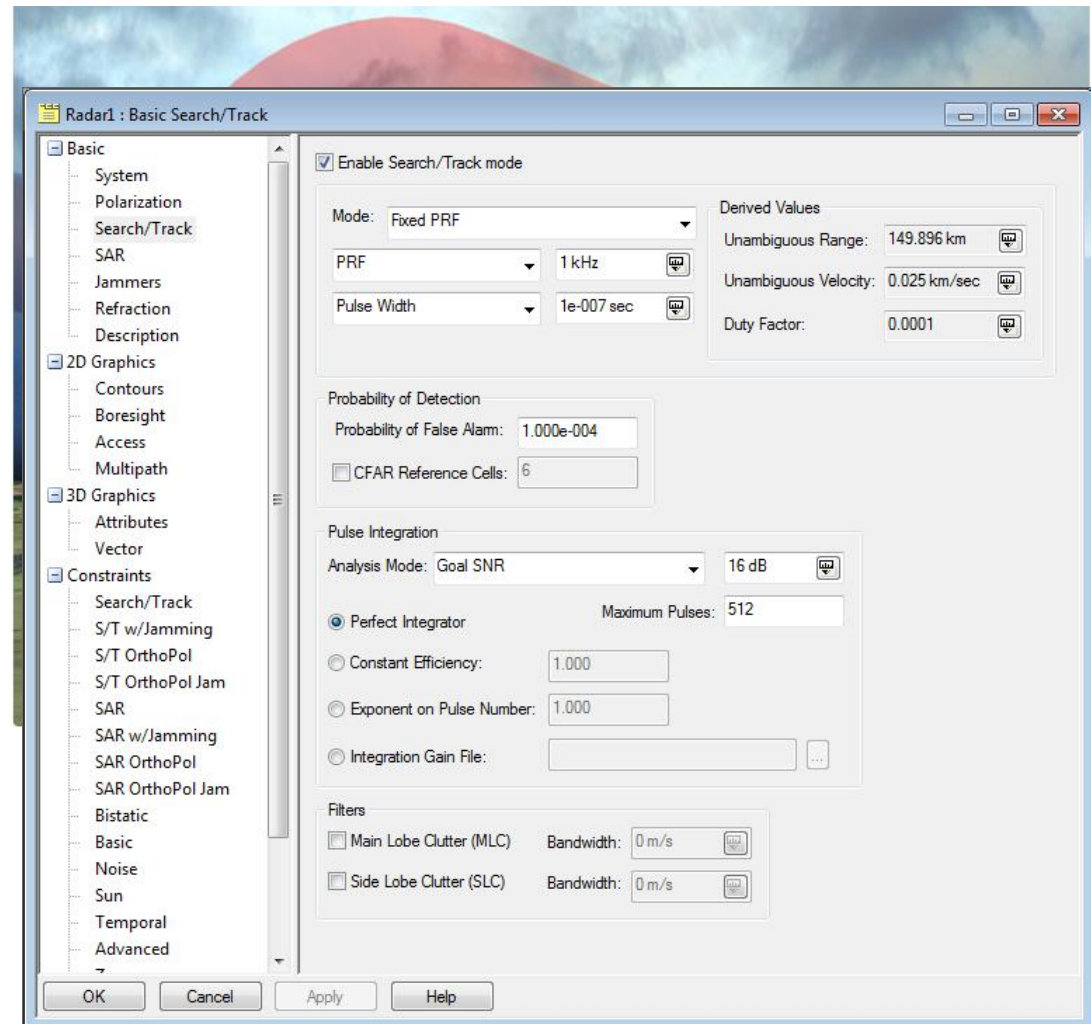 Radar1 : Basic Search/Track
Basic
System
Polarization
Search/Track
SAR
Jammers
Refraction
Description
2D Graphics
Contours
Boresight
Access
Multipath
3D Graphics
Attributes
Vector
Constraints
Search/Track
S/T w/Jamming
S/T OrthoPol
S/T OrthoPol Jam
SAR
SAR w/Jamming
SAR OrthoPol
SAR OrthoPol Jam
Bistatic
Basic
Noise
Sun
Temporal
Advanced
Enable Search/Track mode
Mode: Fixed PRF
PRF 1 kHz
Pulse Width 1e-007 sec
Derived Values
Unambiguous Range: 149.896 km
Unambiguous Velocity: 0.025 km/sec
Duty Factor: 0.0001
Probability of Detection
Probability of False Alarm: 1.000e-004
CFAR Reference Cells: 6
Pulse Integration
Analysis Mode: Goal SNR 16 dB
Maximum Pulses: 512
Perfect Integrator
Constant Efficiency: 1.000
Exponent on Pulse Number: 1.000
Integration Gain File: ...
Filters
Main Lobe Clutter (MLC) Bandwidth: 0 m/s
Side Lobe Clutter (SLC) Bandwidth: 0 m/s
OK Cancel Apply Help